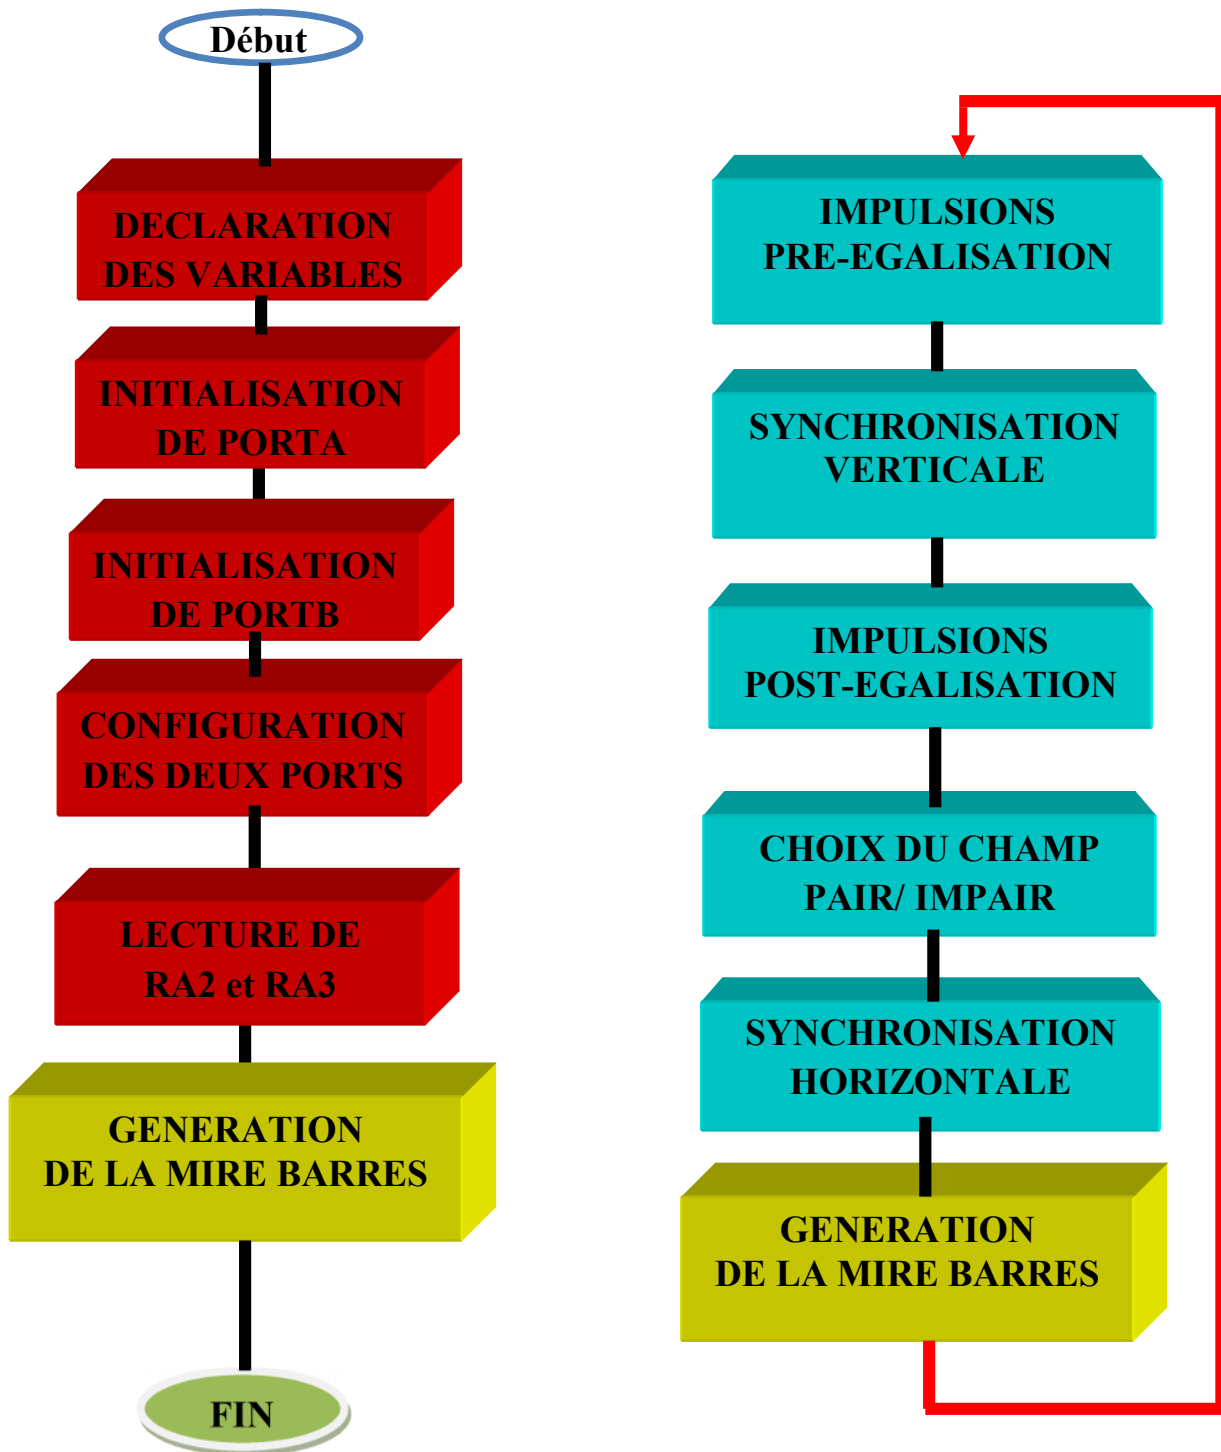 Début
DECLARATION
DES VARIABLES
INITIALISATION
DE PORTA
INITIALISATION
DE PORTB
CONFIGURATION
DES DEUX PORTS
LECTURE DE
RA2 et RA3
GENERATION
DE LA MIRE BARRES
FIN
IMPULSIONS
PRE-EGALISATION
SYNCHRONISATION
VERTICALE
IMPULSIONS
POST-EGALISATION
CHOIX DU CHAMP
PAIR/ IMPAIR
SYNCHRONISATION
HORIZONTALE
GENERATION
DE LA MIRE BARRES